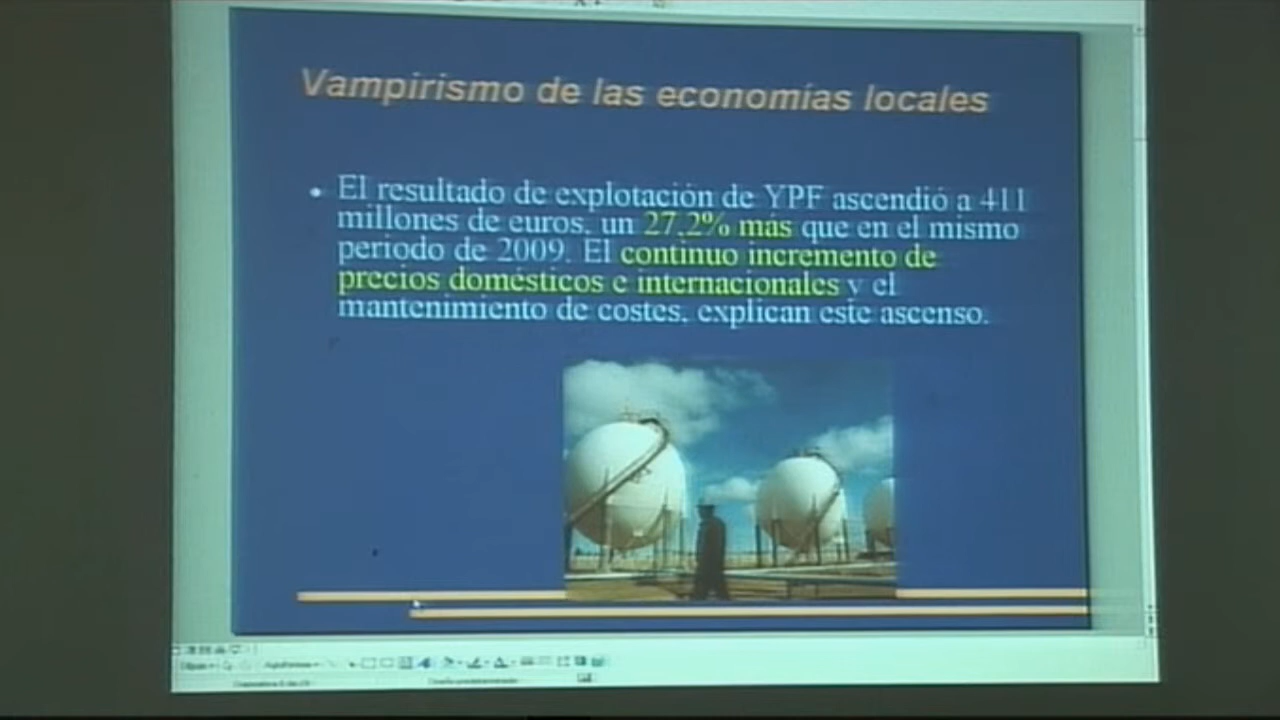 Vampirismo de las economías locales
• El resultado de explotación de YPF ascendió a 411
millones de euros, un 27,2% más que en el mismo
periodo de 2009. El continuo incremento de
precios domésticos e internacionales y el
mantenimiento de costes, explican este ascenso.